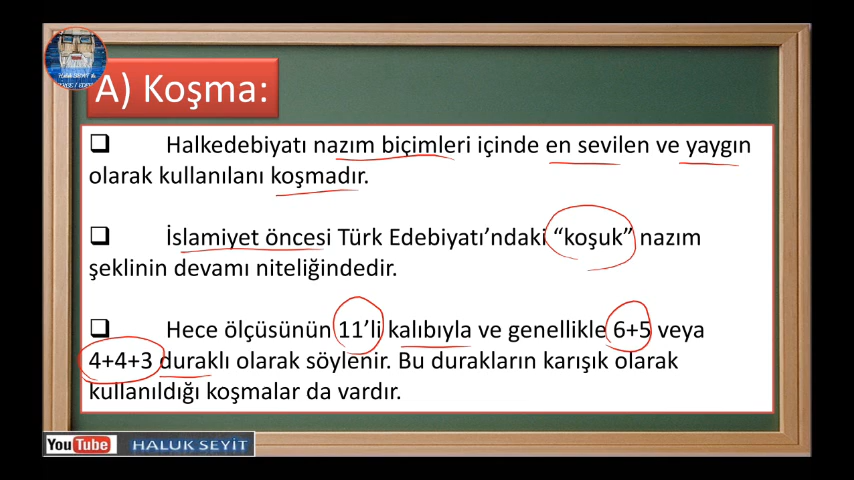 A) Koşma:
❑ Halkedebiyatı nazım biçimleri içinde en sevilen ve yaygın
olarak kullanılanı koşmadır.
❑ İslamiyet öncesi Türk Edebiyatı’ndaki “koşuk” nazım
şeklinin devamı niteliğindedir.
❑ Hece ölçüsünün 11’li kalıbıyla ve genellikle 6+5 veya
4+4+3 duraklı olarak söylenir. Bu durakların karışık olarak
kullanıldığı koşmalar da vardır.
YouTube HALUK SEYİT